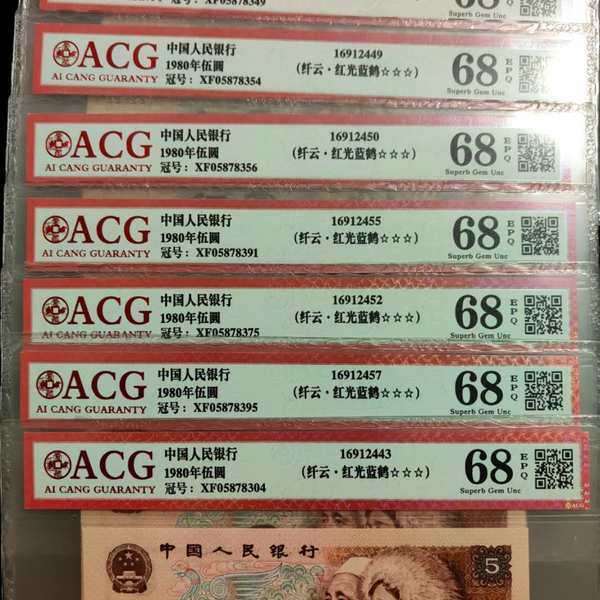 冠号：XF05878349
68
Superb Gem Unc
ACG
AI CANG GUARANTY
中国人民银行
1980年伍圆
冠号：XF05878354
16912449
(纤云·红光蓝鹤☆☆☆)
68
EPQ
Superb Gem Unc
ACG
AI CANG GUARANTY
中国人民银行
1980年伍圆
冠号：XF05878356
16912450
(纤云·红光蓝鹤☆☆☆)
68
EPQ
Superb Gem Unc
ACG
AI CANG GUARANTY
中国人民银行
1980年伍圆
冠号：XF05878391
16912455
(纤云·红光蓝鹤☆☆☆)
68
EPQ
Superb Gem Unc
ACG
AI CANG GUARANTY
中国人民银行
1980年伍圆
冠号：XF05878375
16912452
(纤云·红光蓝鹤☆☆☆)
68
EPQ
Superb Gem Unc
ACG
AI CANG GUARANTY
中国人民银行
1980年伍圆
冠号：XF05878395
16912457
(纤云·红光蓝鹤☆☆☆)
68
EPQ
Superb Gem Unc
ACG
AI CANG GUARANTY
中国人民银行
1980年伍圆
冠号：XF05878304
16912443
(纤云·红光蓝鹤☆☆☆)
68
EPQ
Superb Gem Unc
ACG
中国人民银行
5